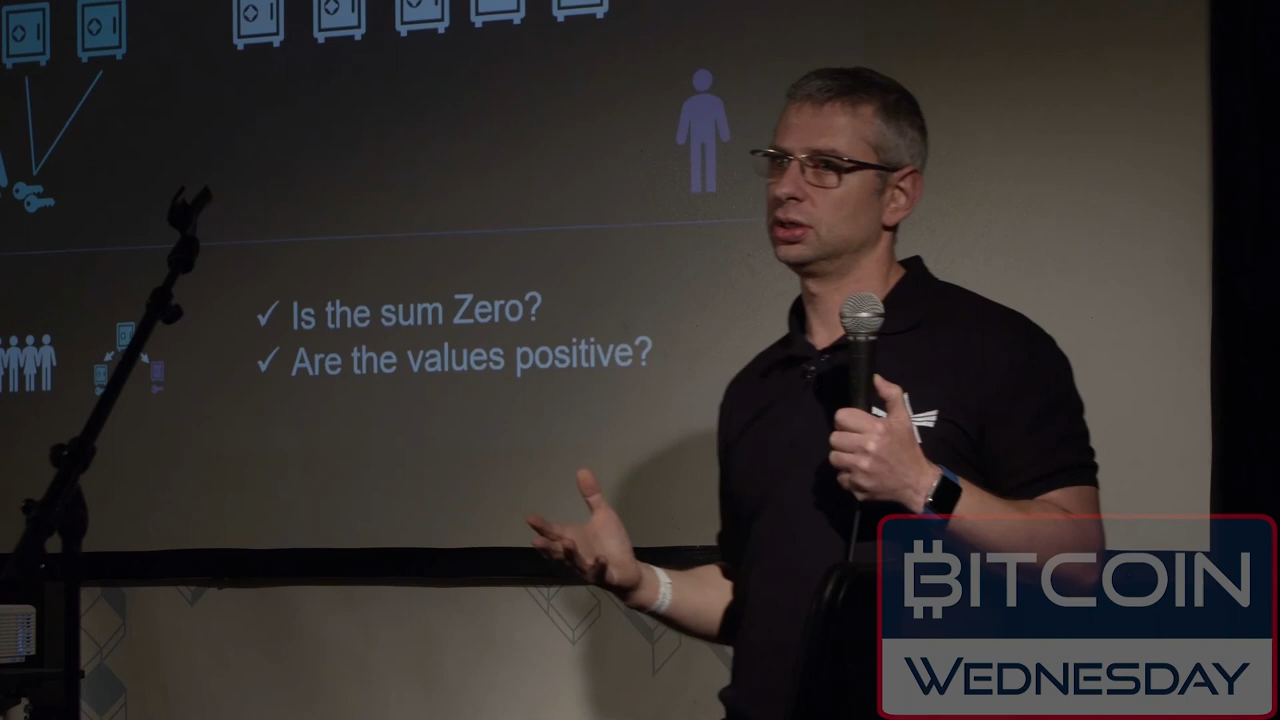 ✓ Is the sum Zero?
✓ Are the values positive?
BITCOIN
WEDNESDAY